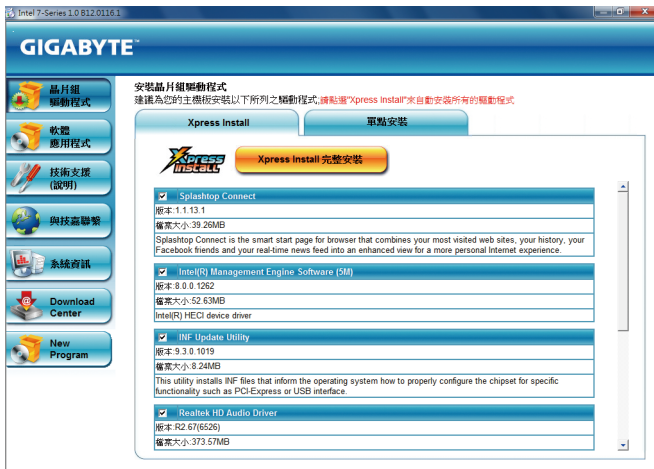 Intel 7-Series 1.0 B12.0116.1
GIGABYTE™
晶片組
驅動程式
軟體
應用程式
技術支援
(說明)
與技嘉聯繫
系統資訊
Download
Center
New
Program
安裝晶片組驅動程式
建議為您的主機板安裝以下所列之驅動程式;請點選"Xpress Install"來自動安裝所有的驅動程式
Xpress Install
單點安裝
Xpress
INSTALL
Xpress Install 完整安裝
Splashtop Connect
版本:1.1.13.1
檔案大小:39.26MB
Splashtop Connect is the smart start page for browser that combines your most visited web sites, your history, your
Facebook friends and your real-time news feed into an enhanced view for a more personal Internet experience.
Intel(R) Management Engine Software (5M)
版本:8.0.0.1262
檔案大小:52.63MB
Intel(R) HECI device driver
INF Update Utility
版本:9.3.0.1019
檔案大小:8.24MB
This utility installs INF files that inform the operating system how to properly configure the chipset for specific
functionality such as PCI-Express or USB interface.
Realtek HD Audio Driver
版本:R2.67(6526)
檔案大小:373.57MB